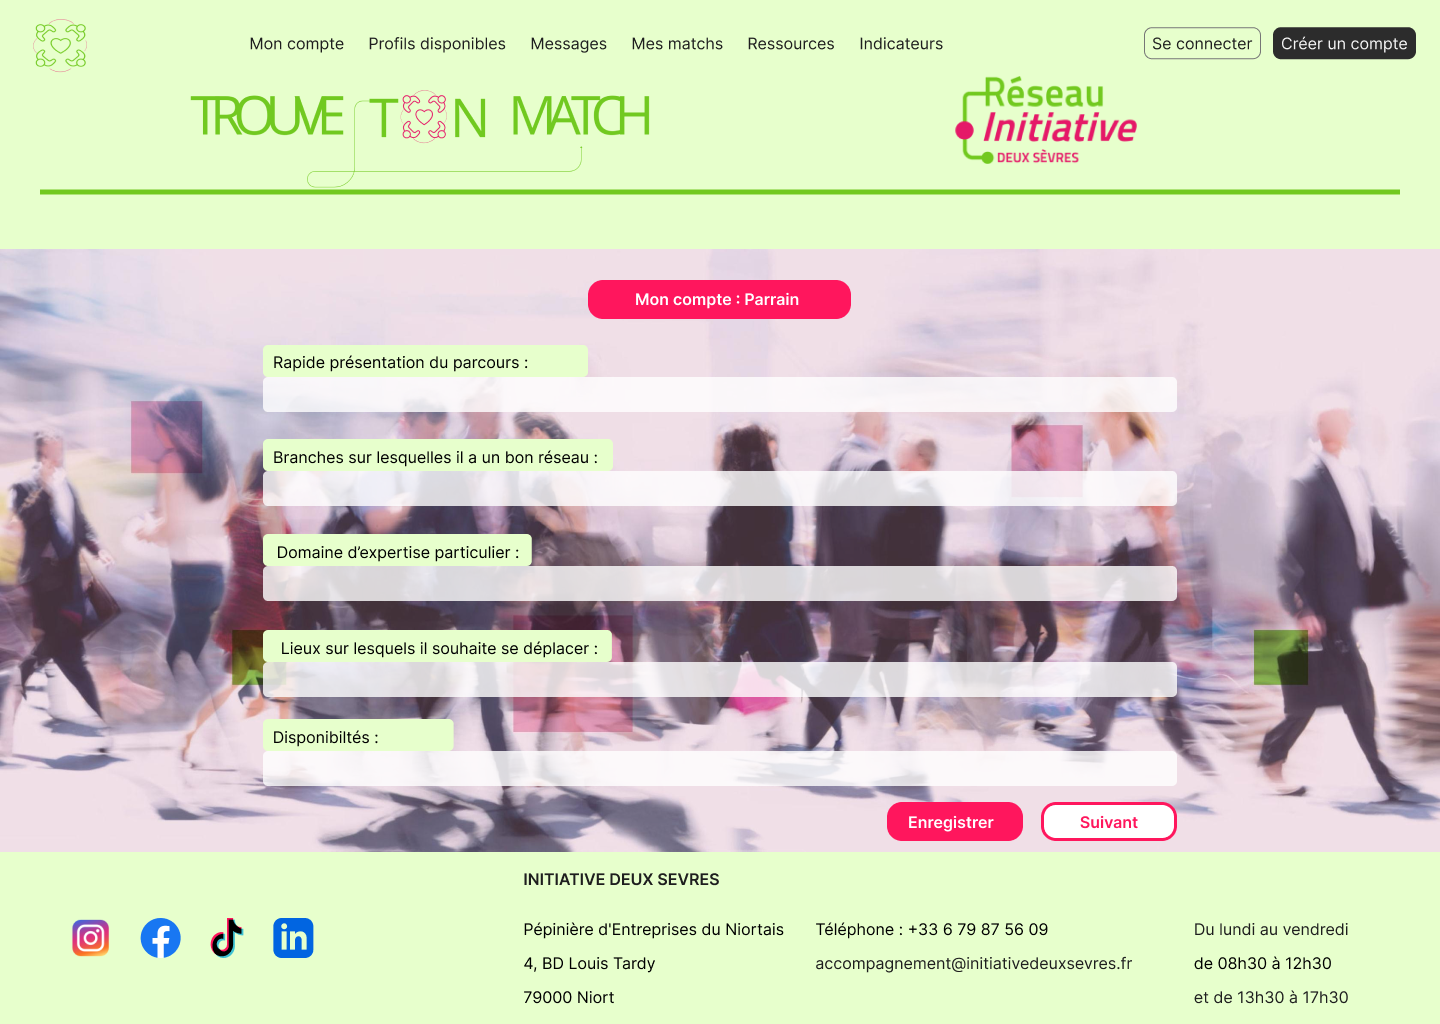 Mon compte
Profils disponibles
Messages
Mes matchs
Ressources
Indicateurs
Se connecter
Créer un compte
TROUVE TON MATCH
Réseau
Initiative
DEUX SÈVRES
Mon compte : Parrain
Rapide présentation du parcours :
Branches sur lesquelles il a un bon réseau :
Domaine d'expertise particulier :
Lieux sur lesquels il souhaite se déplacer :
Disponibiltés :
Enregistrer
Suivant
INITIATIVE DEUX SEVRES
Pépinière d'Entreprises du Niortais
4, BD Louis Tardy
79000 Niort
Téléphone : +33 6 79 87 56 09
accompagnement@initiativedeuxsevres.fr
Du lundi au vendredi
de 08h30 à 12h30
et de 13h30 à 17h30